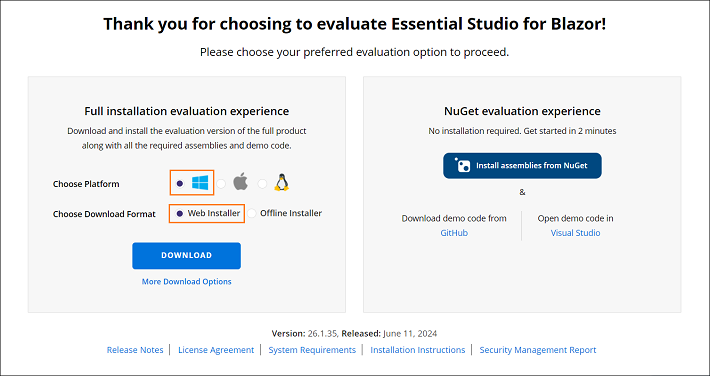 Thank you for choosing to evaluate Essential Studio for Blazor!
Please choose your preferred evaluation option to proceed.
Full installation evaluation experience
Download and install the evaluation version of the full product
along with all the required assemblies and demo code.
Choose Platform
Choose Download Format
Web Installer
Offline Installer
DOWNLOAD
More Download Options
NuGet evaluation experience
No installation required. Get started in 2 minutes
Install assemblies from NuGet
&
Download demo code from
GitHub
Open demo code in
Visual Studio
Version: 26.1.35, Released: June 11, 2024
Release Notes | License Agreement | System Requirements | Installation Instructions | Security Management Report